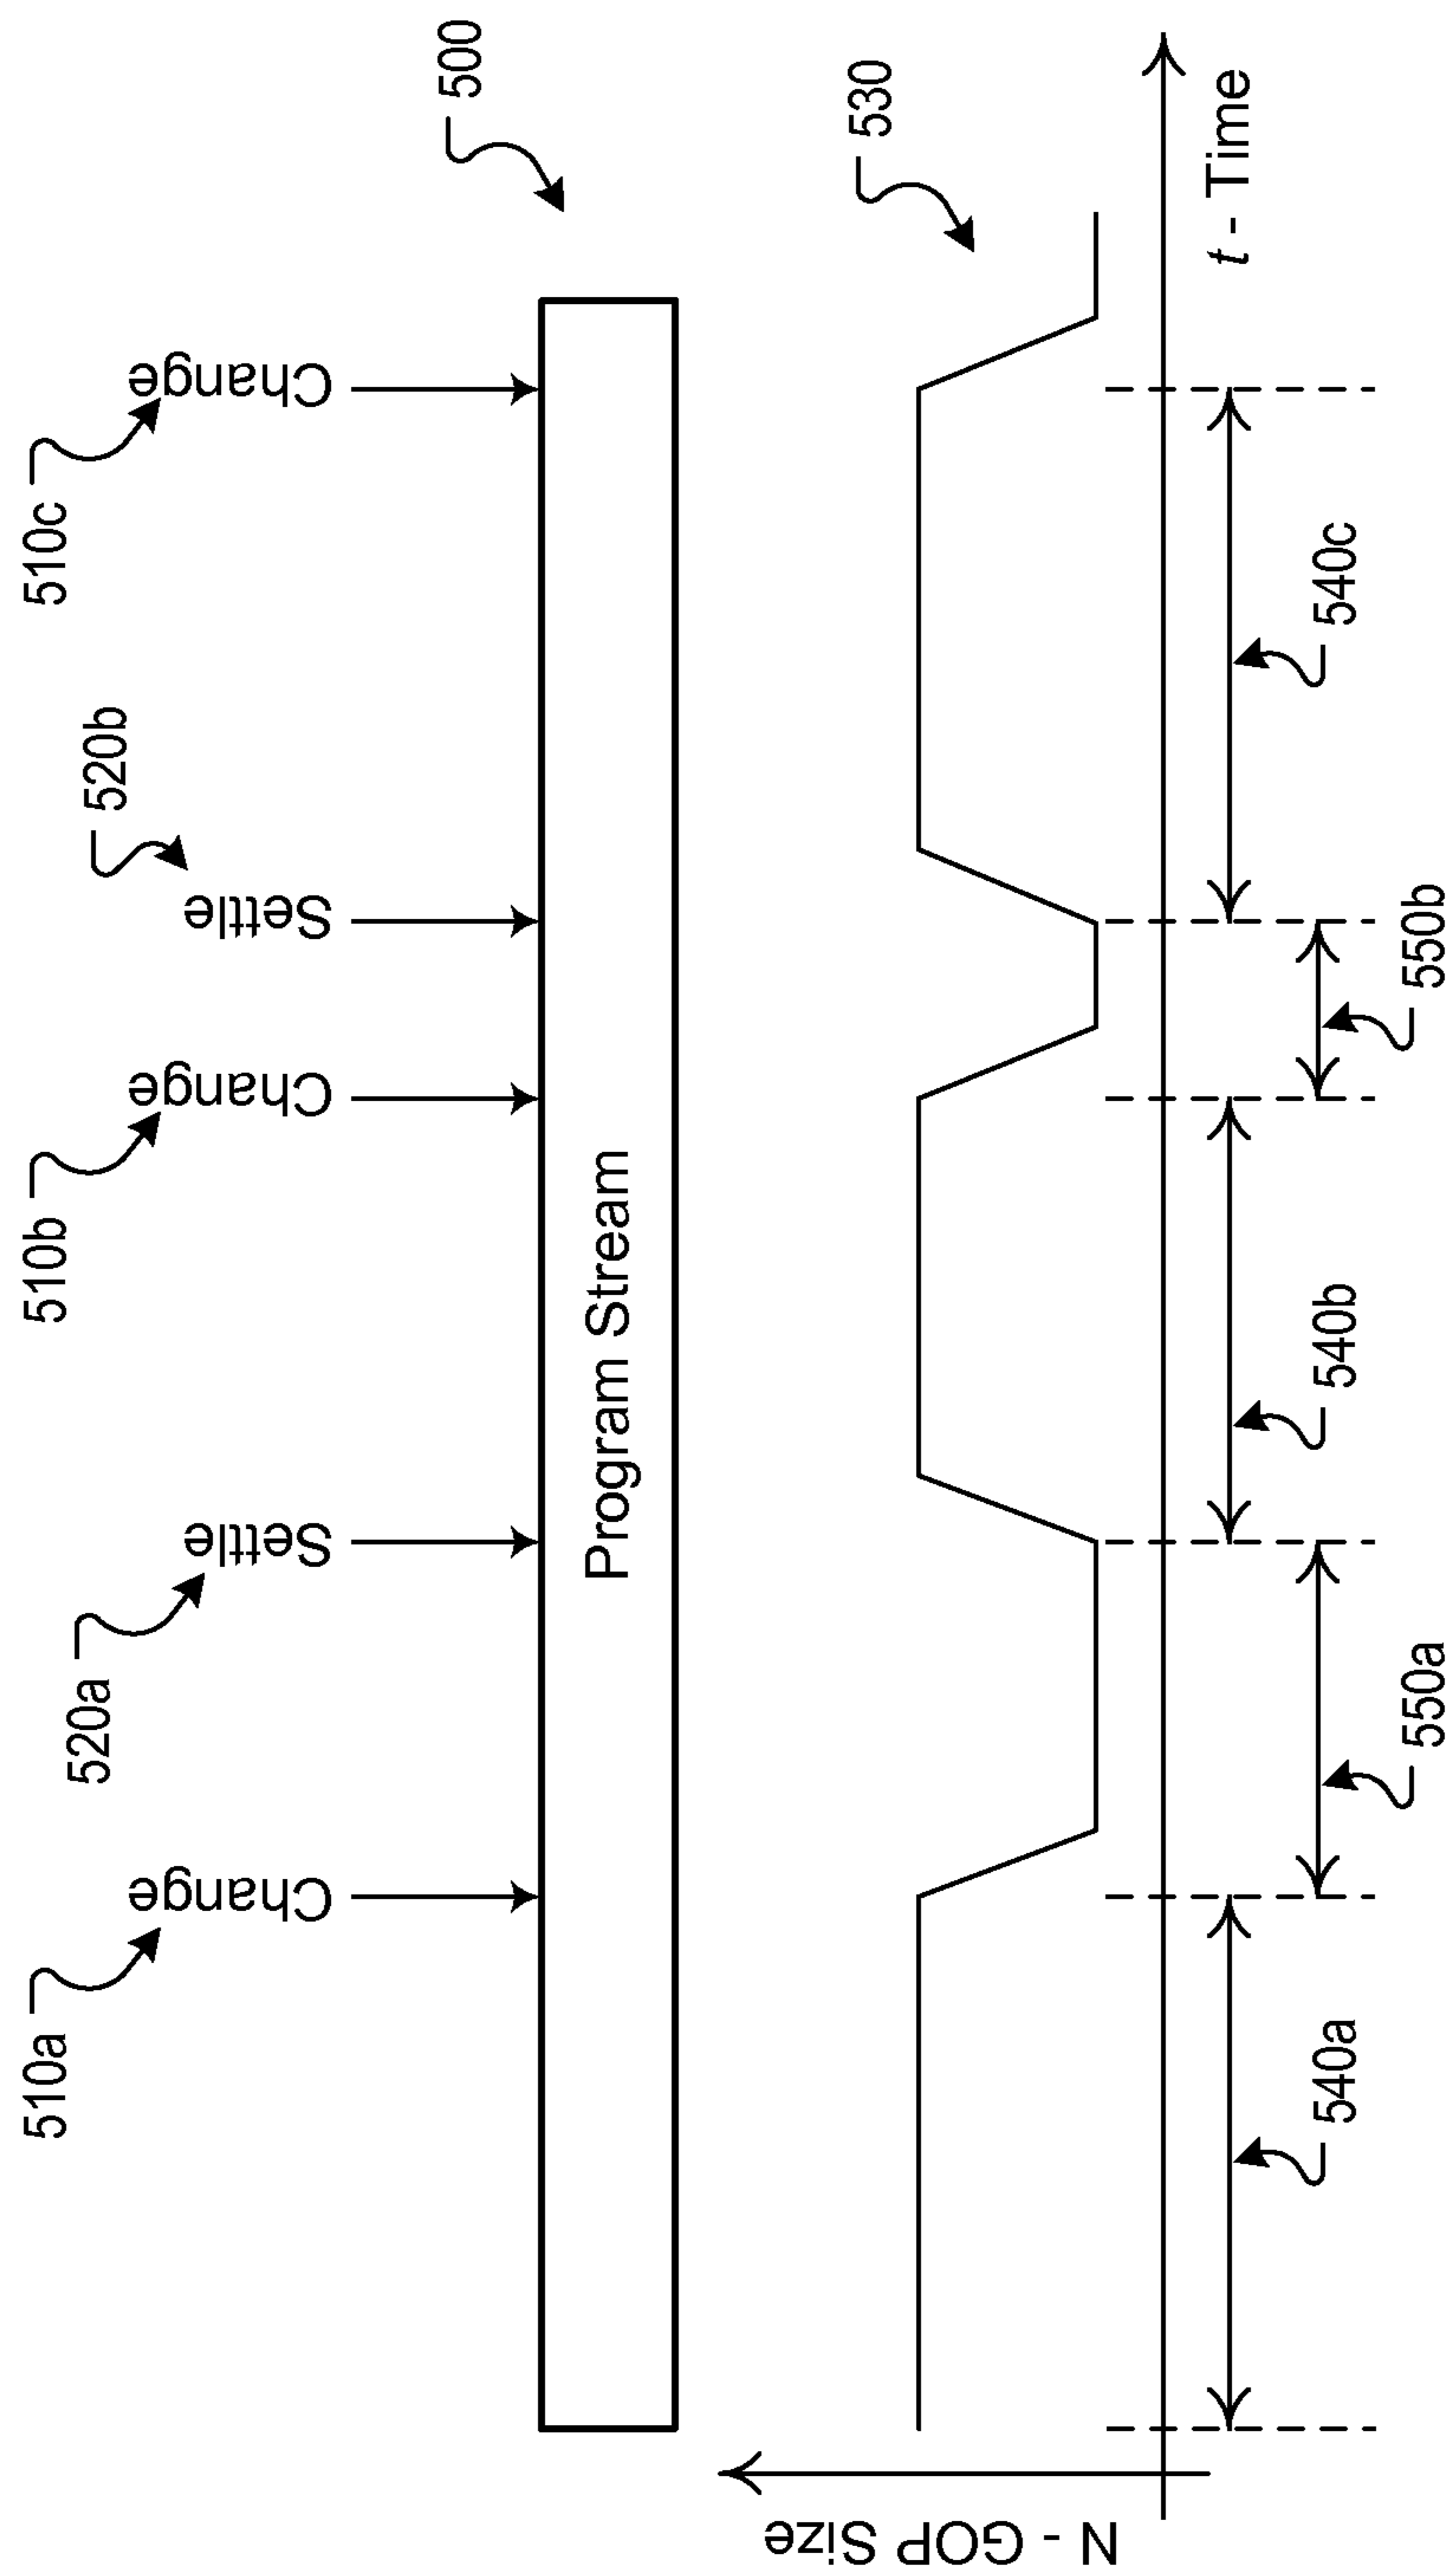 510a
510b
510c
520a
520b
Change
Settle
Change
Settle
Change
500
Program Stream
530
N - GOP Size
t - Time
540a
540b
540c
550a
550b